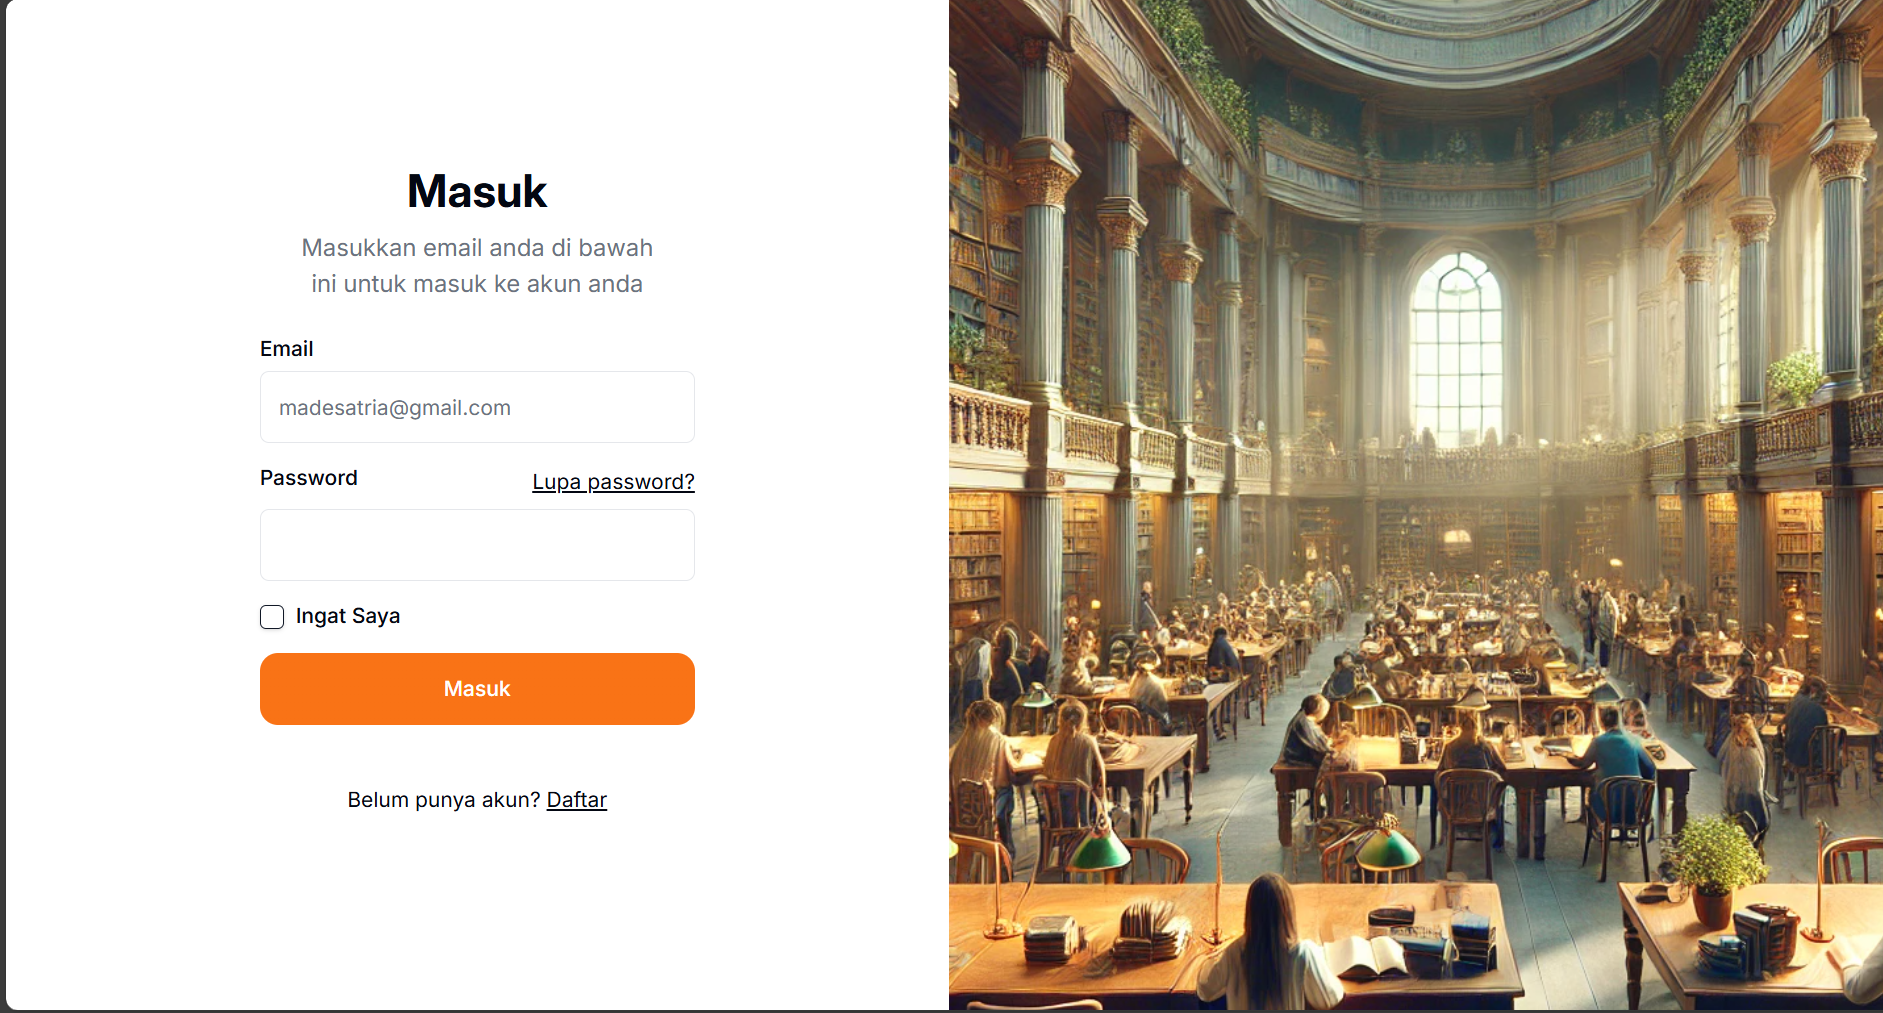 Masuk
Masukkan email anda di bawah
ini untuk masuk ke akun anda
Email
madesatria@gmail.com
Password
Lupa password?
Ingat Saya
Masuk
Belum punya akun? Daftar